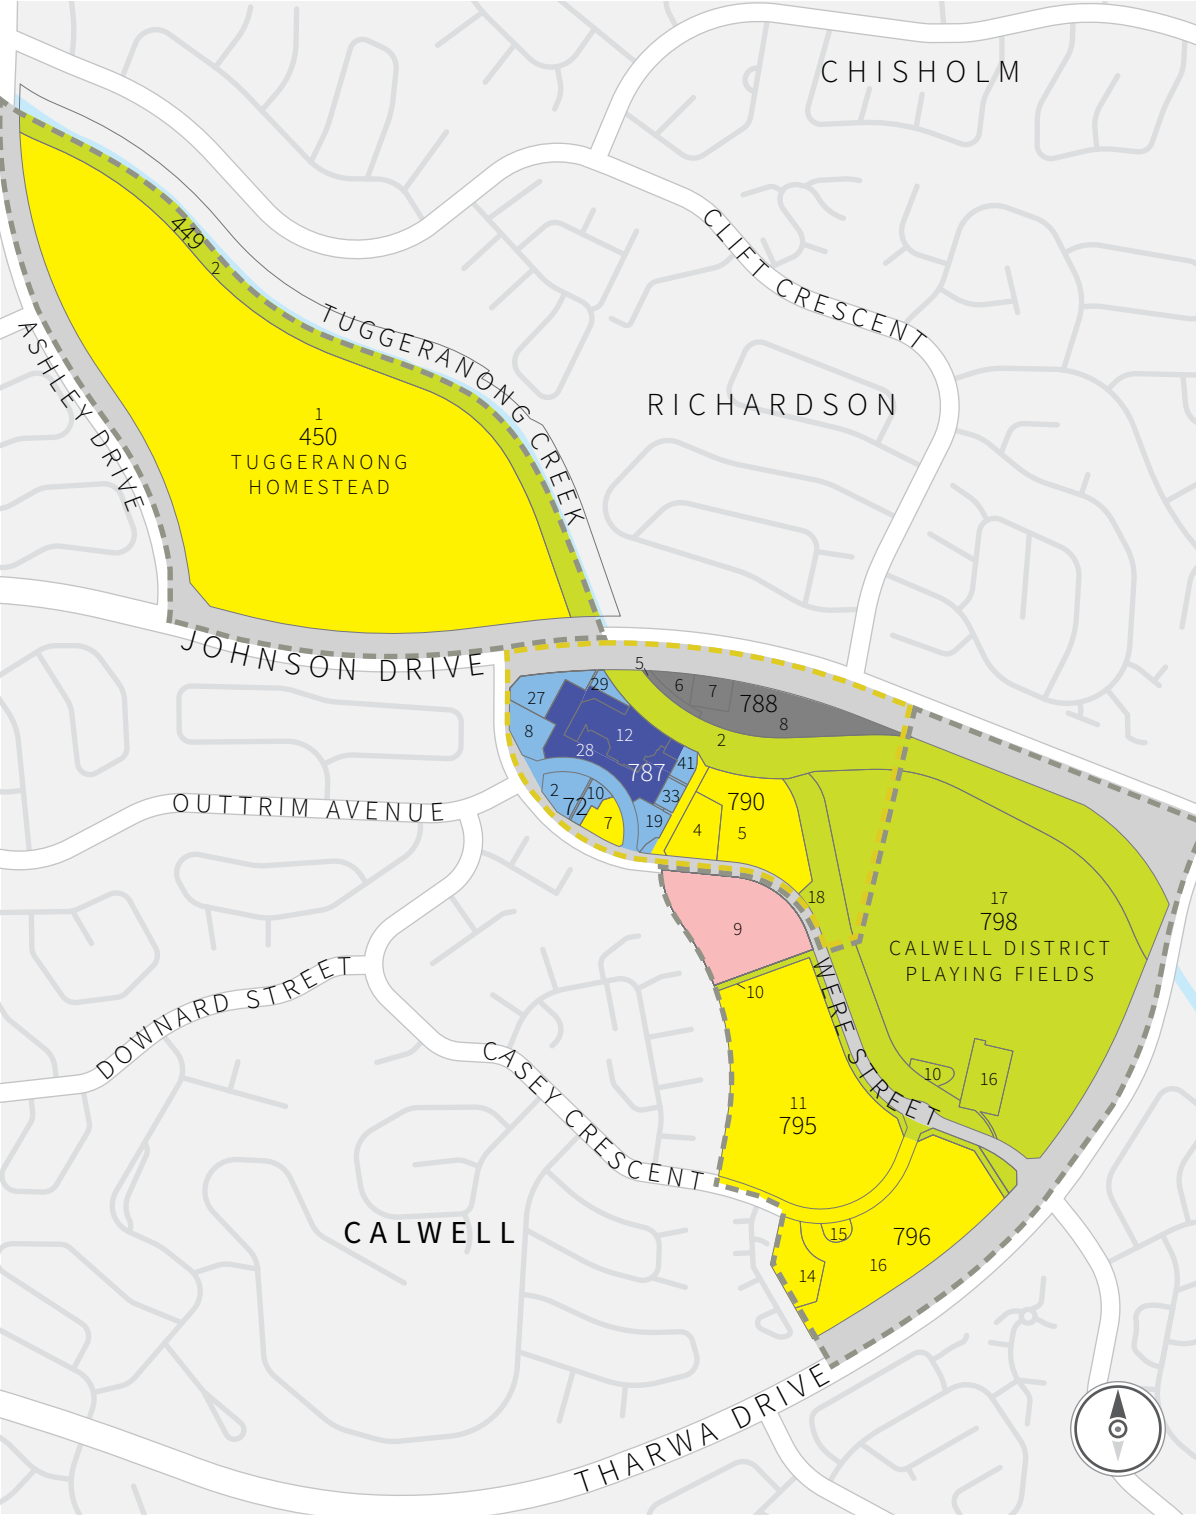 CHISHOLM
CLIFT CRESCENT
449
2
TUGGERANONG CREEK
ASHLEY DRIVE
RICHARDSON
1
450
TUGGERANONG
HOMESTEAD
JOHNSON DRIVE
5
29
6
7
788
8
27
8
12
28
2
787
41
33
2
10
72
7
19
790
4
5
OUTTRIM AVENUE
18
17
798
CALWELL DISTRICT
PLAYING FIELDS
9
10
WERE STREET
DOWNARD STREET
CASEY CRESCENT
10
16
11
795
CALWELL
15
796
16
14
THARWA DRIVE